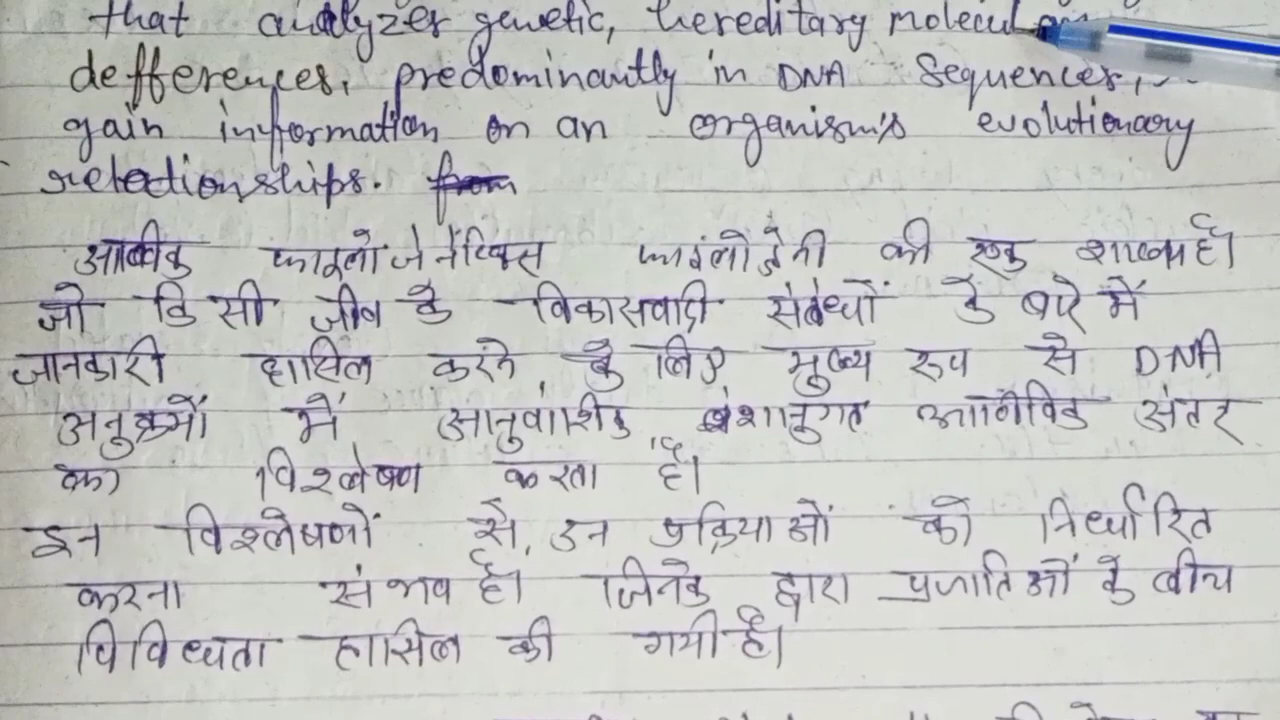 that analyzes genetic, hereditary molecular
defferences, predominantly in DNA Sequences,
gain information on an organism's evolutionary
relationships. from
आण्वीक फाइलोजेनेटिक्स फाइलोजेनी की एक शाखा है।
जो किसी जीव के विकासवादी संबंधों के बारे में
जानकारी हासिल करने के लिए मुख्य रूप से DNA
अनुक्रमों में आनुवांशिक वंशानुगत आणविक अंतर
का विश्लेषण करता है।
इन विश्लेषणों से, उन प्रक्रियाओं को निर्धारित
करना संभव है। जिनके द्वारा प्रजातिओं के बीच
विविधता हासिल की गयी है।